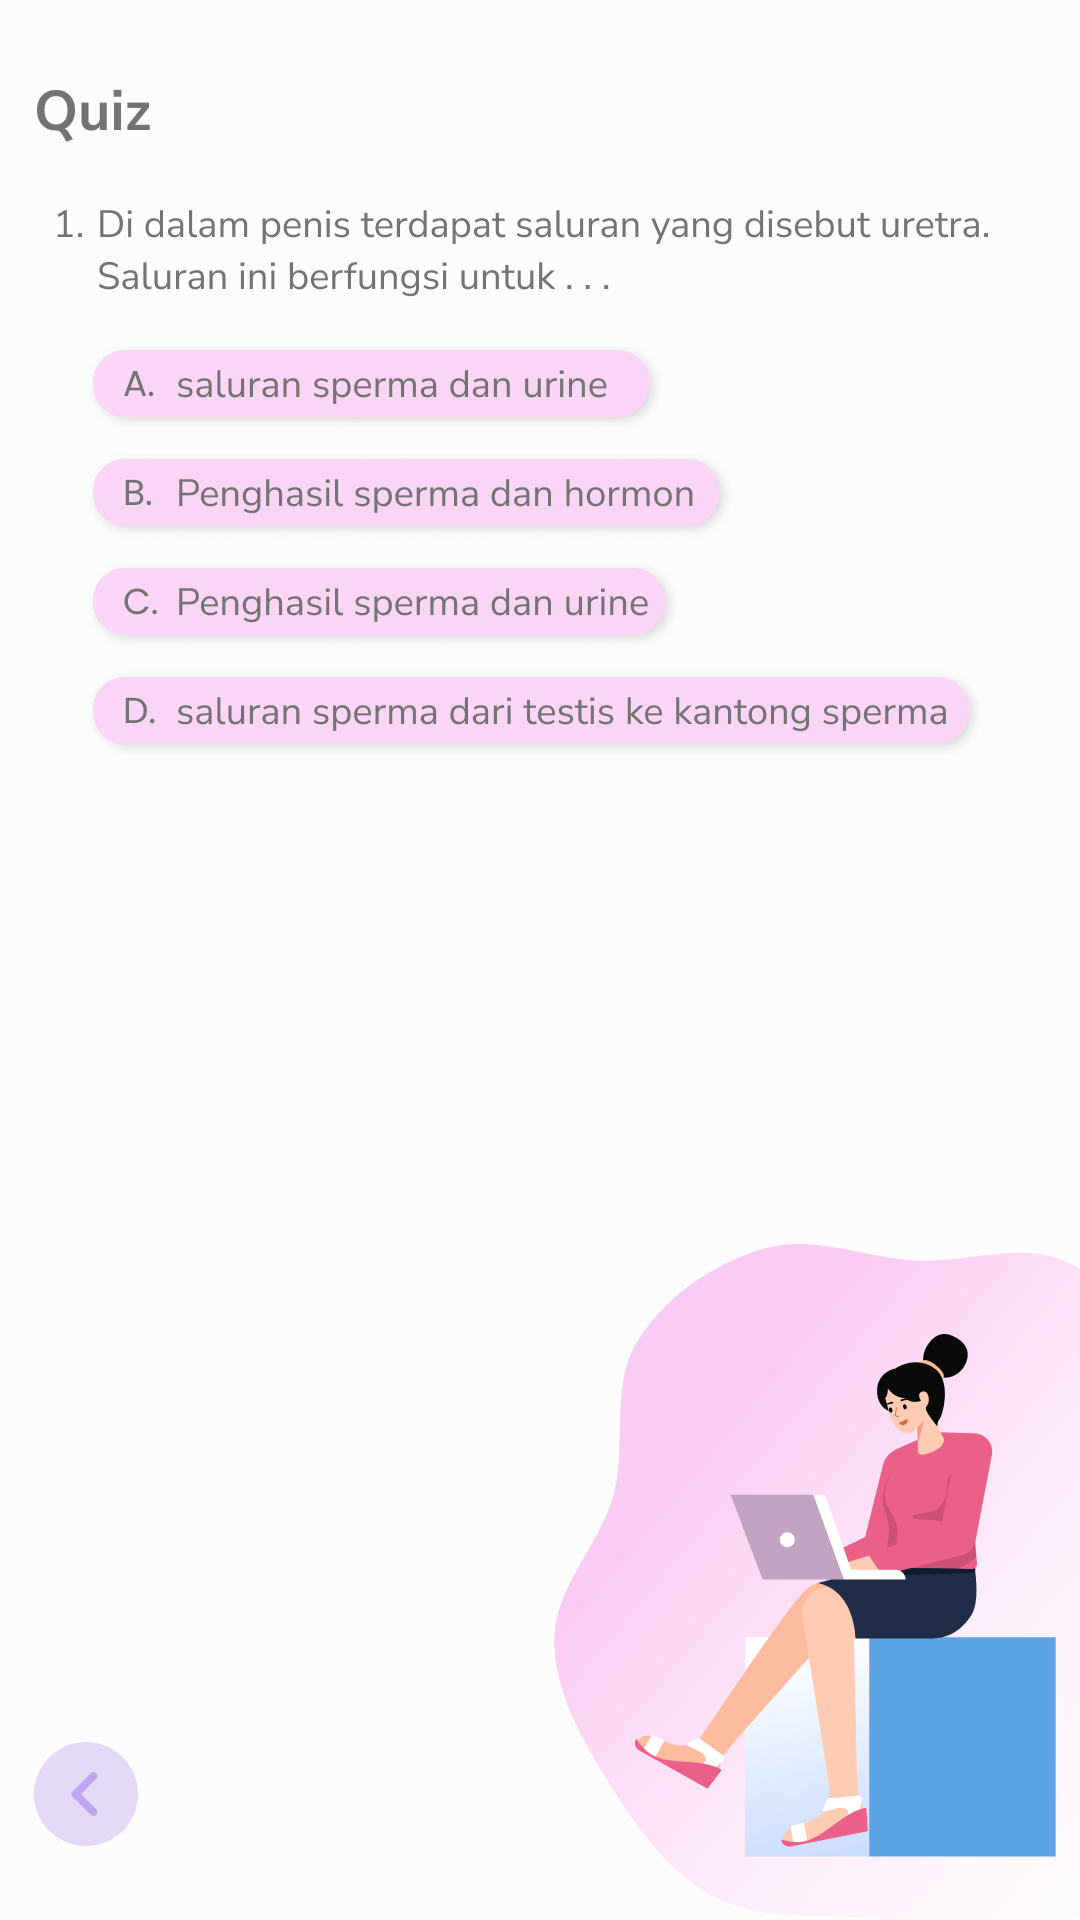 Quiz
1. Di dalam penis terdapat saluran yang disebut uretra.
Saluran ini berfungsi untuk . . .
A. saluran sperma dan urine
B. Penghasil sperma dan hormon
C. Penghasil sperma dan urine
D. saluran sperma dari testis ke kantong sperma